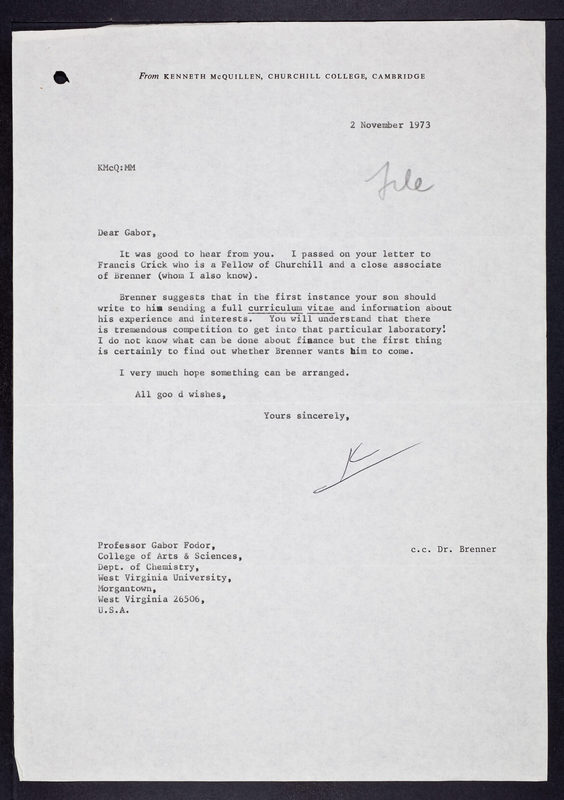 From KENNETH McQUILLEN, CHURCHILL COLLEGE, CAMBRIDGE
2 November 1973
KMcQ:MM
file
Dear Gabor,
It was good to hear from you. I passed on your letter to
Francis Crick who is a Fellow of Churchill and a close associate
of Brenner (whom I also know).
Brenner suggests that in the first instance your son should
write to him sending a full curriculum vitae and information about
his experience and interests. You will understand that there
is tremendous competition to get into that particular laboratory!
I do not know what can be done about finance but the first thing
is certainly to find out whether Brenner wants him to come.
I very much hope something can be arranged.
All goo d wishes,
Yours sincerely,
K
Professor Gabor Fodor,
College of Arts & Sciences,
Dept. of Chemistry,
West Virginia University,
Morgantown,
West Virginia 26506,
U.S.A.
c.c. Dr. Brenner